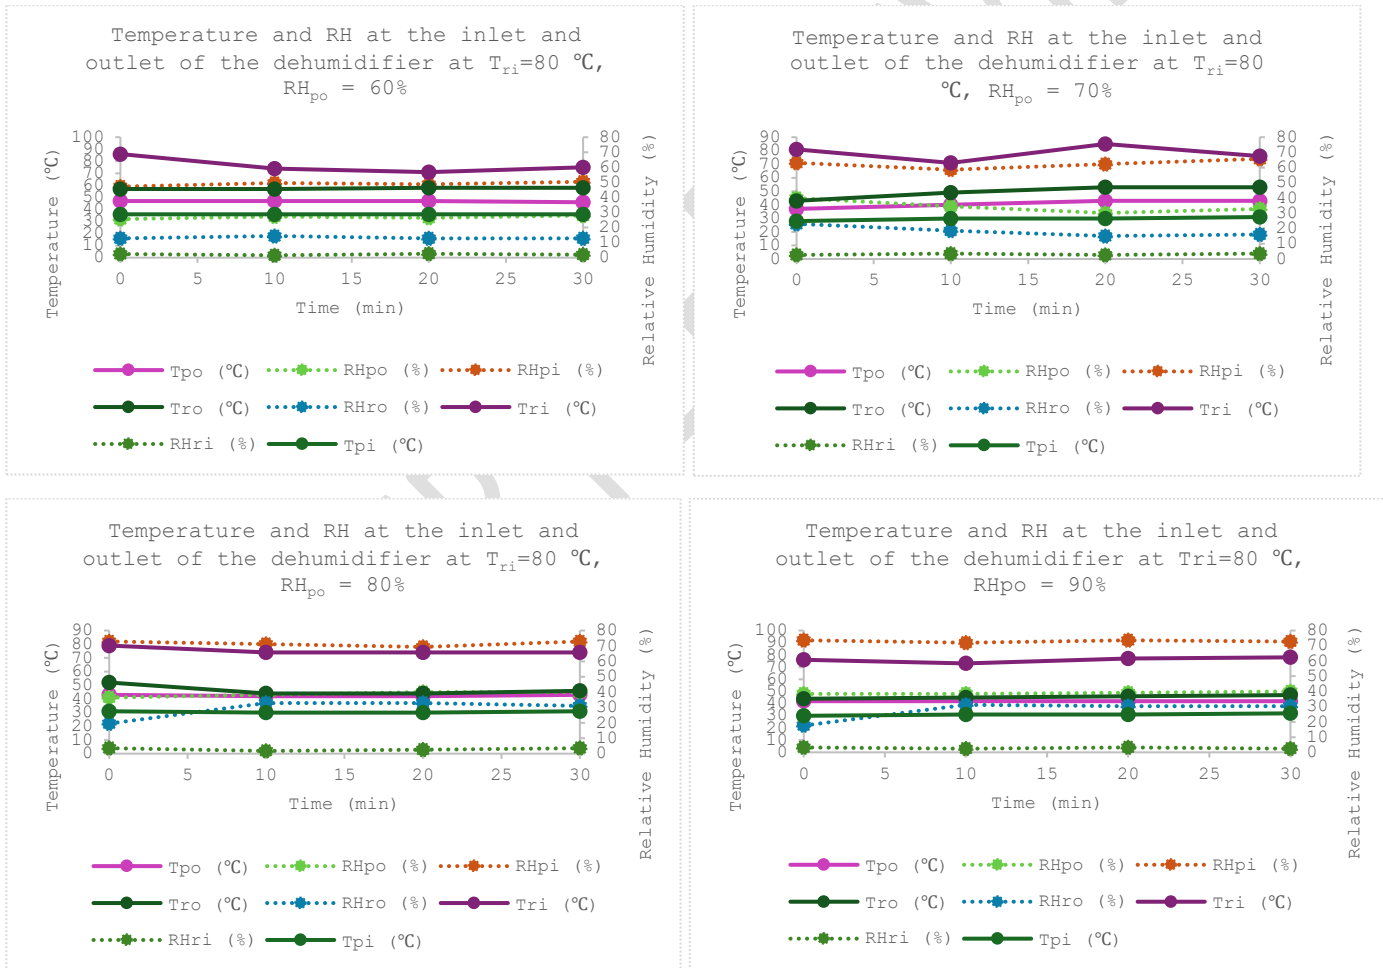 Temperature and RH at the inlet and
outlet of the dehumidifier at Tri=80 ℃,
RHpo = 60%
Temperature (℃)
100
90
80
70
60
50
40
30
20
10
0
80
70
60
50
40
30
20
10
0
Relative Humidity (%)
0 5 10 15 20 25 30
Time (min)
Tpo (℃) RHpo (%) RHpi (%)
Tro (℃) RHro (%) Tri (℃)
RHri (%) Tpi (℃)
Temperature and RH at the inlet and
outlet of the dehumidifier at Tri=80
℃, RHpo = 70%
Temperature (℃)
90
80
70
60
50
40
30
20
10
0
80
70
60
50
40
30
20
10
0
Relative Humidity (%)
0 5 10 15 20 25 30
Time (min)
Tpo (℃) RHpo (%) RHpi (%)
Tro (℃) RHro (%) Tri (℃)
RHri (%) Tpi (℃)
Temperature and RH at the inlet and
outlet of the dehumidifier at Tri=80 ℃,
RHpo = 80%
Temperature (℃)
90
80
70
60
50
40
30
20
10
0
80
70
60
50
40
30
20
10
0
Relative Humidity (%)
0 5 10 15 20 25 30
Time (min)
Tpo (℃) RHpo (%) RHpi (%)
Tro (℃) RHro (%) Tri (℃)
RHri (%) Tpi (℃)
Temperature and RH at the inlet and
outlet of the dehumidifier at Tri=80 ℃,
RHpo = 90%
Temperature (℃)
100
90
80
70
60
50
40
30
20
10
0
80
70
60
50
40
30
20
10
0
Relative Humidity (%)
0 5 10 15 20 25 30
Time (min)
Tpo (℃) RHpo (%) RHpi (%)
Tro (℃) RHro (%) Tri (℃)
RHri (%) Tpi (℃)